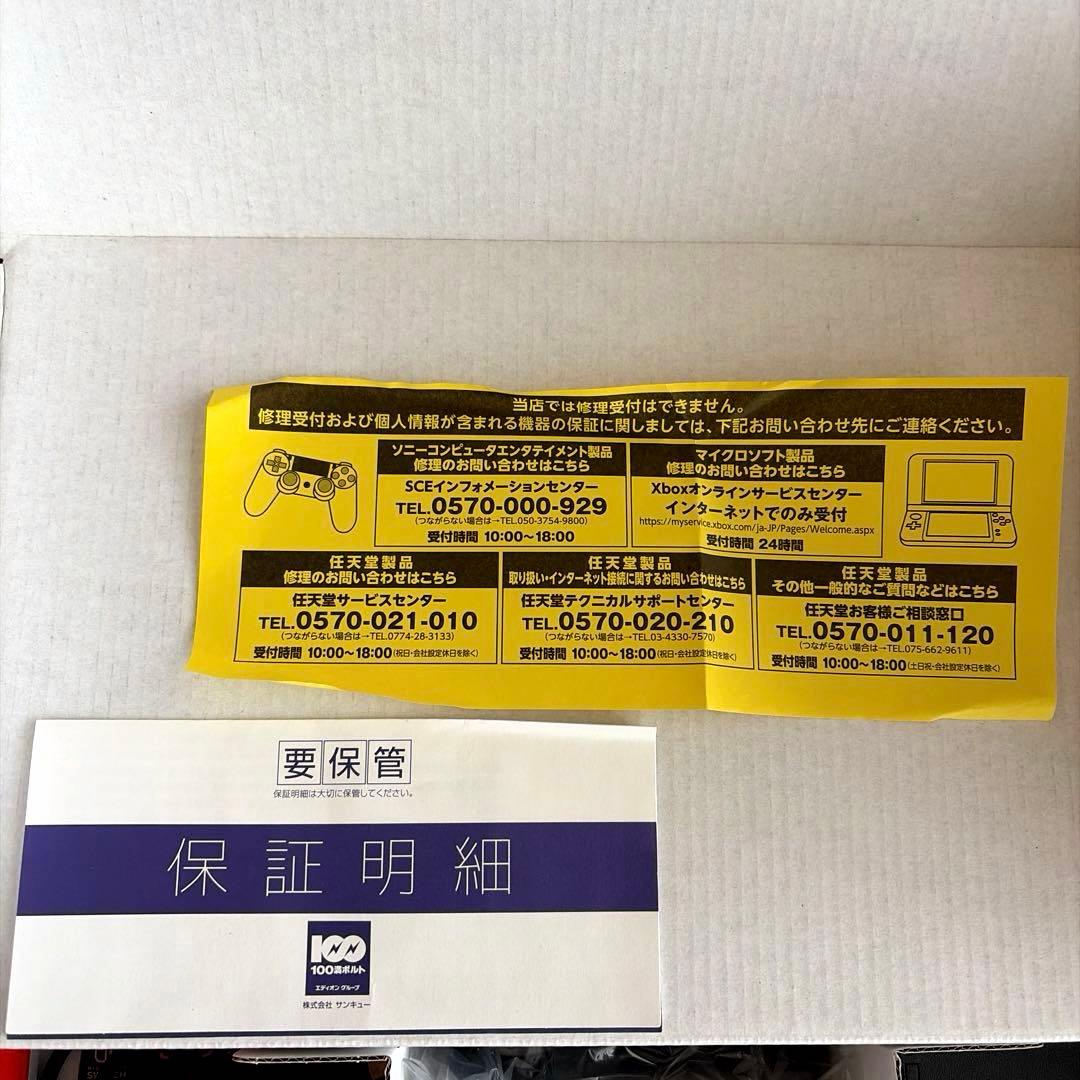 当店では修理受付はできません。
修理受付および個人情報が含まれる機器の保証に関しましては、下記お問い合わせ先にご連絡ください。
ソニーコンピュータエンタテイメント製品
修理のお問い合わせはこちら
SCEインフォメーションセンター
TEL.0570-000-929
(つながらない場合は→TEL.050-3754-9800)
受付時間 10:00〜18:00
マイクロソフト製品
修理のお問い合わせはこちら
Xboxオンラインサービスセンター
インターネットでのみ受付
https://myservice.xbox.com/ja-JP/Pages/Welcome.aspx
受付時間 24時間
任天堂製品
修理のお問い合わせはこちら
任天堂サービスセンター
TEL.0570-021-010
(つながらない場合は→TEL.0774-28-3133)
受付時間 10:00〜18:00(祝日・会社設定休日を除く)
任天堂製品
取り扱い・インターネット接続に関するお問い合わせはこちら
任天堂テクニカルサポートセンター
TEL.0570-020-210
(つながらない場合は→TEL.03-4330-7570)
受付時間 10:00〜18:00(祝日・会社設定休日を除く)
任天堂製品
その他一般的なご質問などはこちら
任天堂お客様ご相談窓口
TEL.0570-011-120
(つながらない場合は→TEL.075-662-9611)
受付時間 10:00〜18:00(土日祝・会社設定休日を除く)
要保管
保証明細は大切に保管してください。
保証明細
100
100満ボルト
エディオン グループ
株式会社 サンキュー